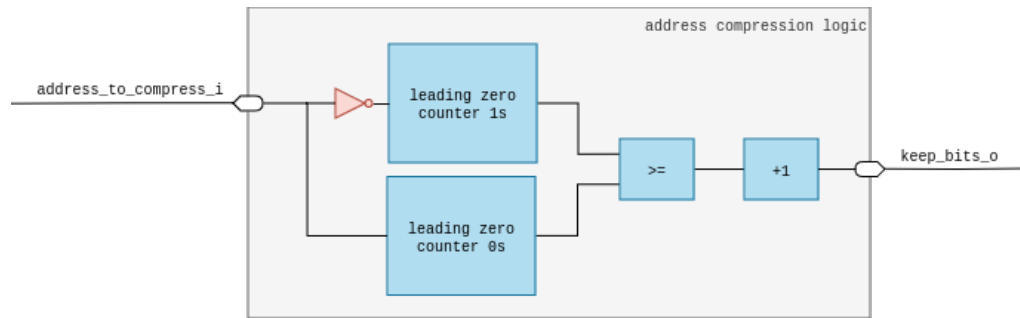 address compression logic
address_to_compress_i
leading zero
counter 1s
>=
+1
keep_bits_o
leading zero
counter 0s